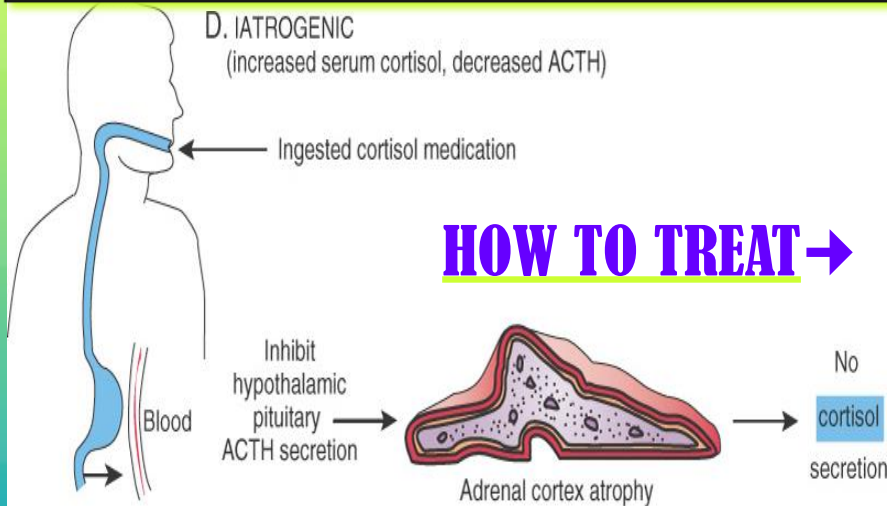 D. IATROGENIC
(increased serum cortisol, decreased ACTH)
Ingested cortisol medication
HOW TO TREAT→
Blood
Inhibit
hypothalamic
pituitary
ACTH secretion
Adrenal cortex atrophy
No
cortisol
secretion